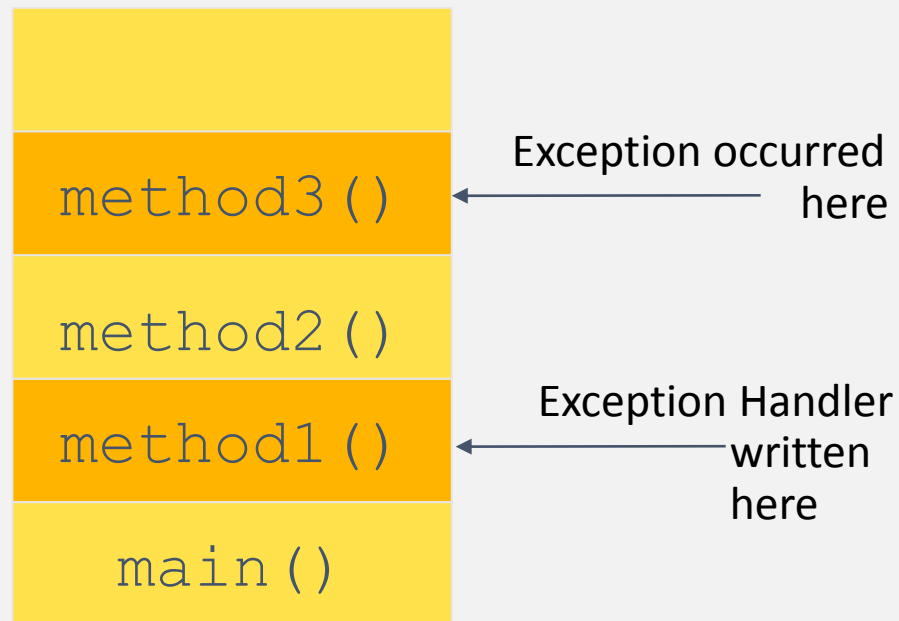 Exception occurred
here
method3()
method2()
Exception Handler
written
here
method1()
main()